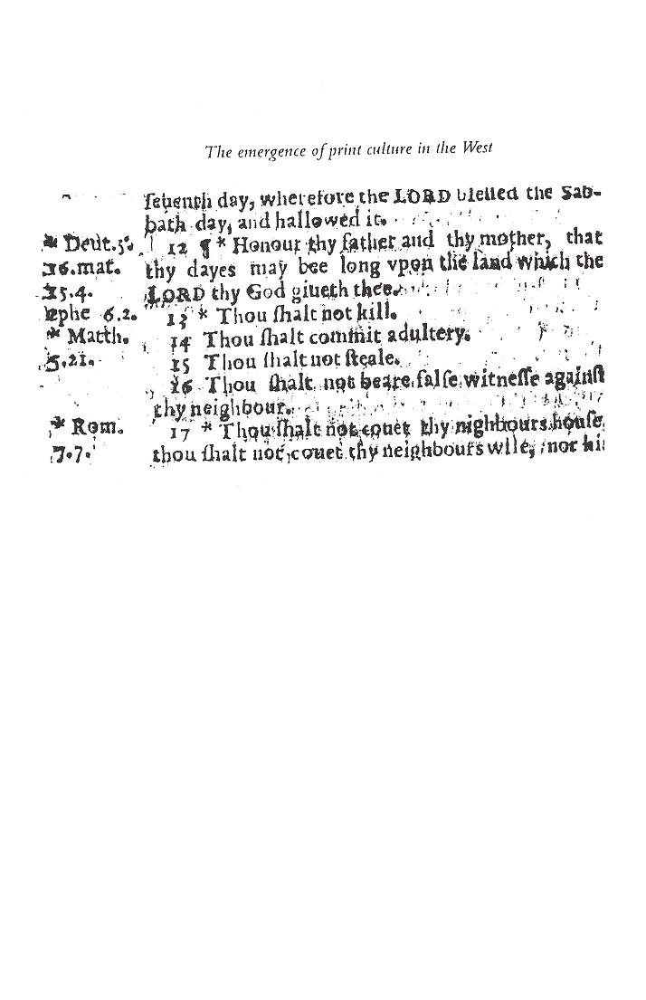 The emergence of print culture in the West
ſeuenth day, wherefore the LORD bleſſed the Sab-
bath day, and hallowed it.
* Deut.5. 12 ¶ * Honour thy father and thy mother, that
16.mat. thy dayes may bee long vpon the land which the
15.4. LORD thy God giueth thee.
ephe 6.2. 13 * Thou ſhalt not kill.
* Matth. 14 Thou ſhalt commit adultery.
5.21. 15 Thou ſhalt not ſteale.
16 Thou ſhalt not beare falſe witneſſe againſt
thy neighbour.
* Rom. 17 * Thou ſhalt not couet thy nighbours houſe
7.7. thou ſhalt not couet thy neighbours wife, nor hi